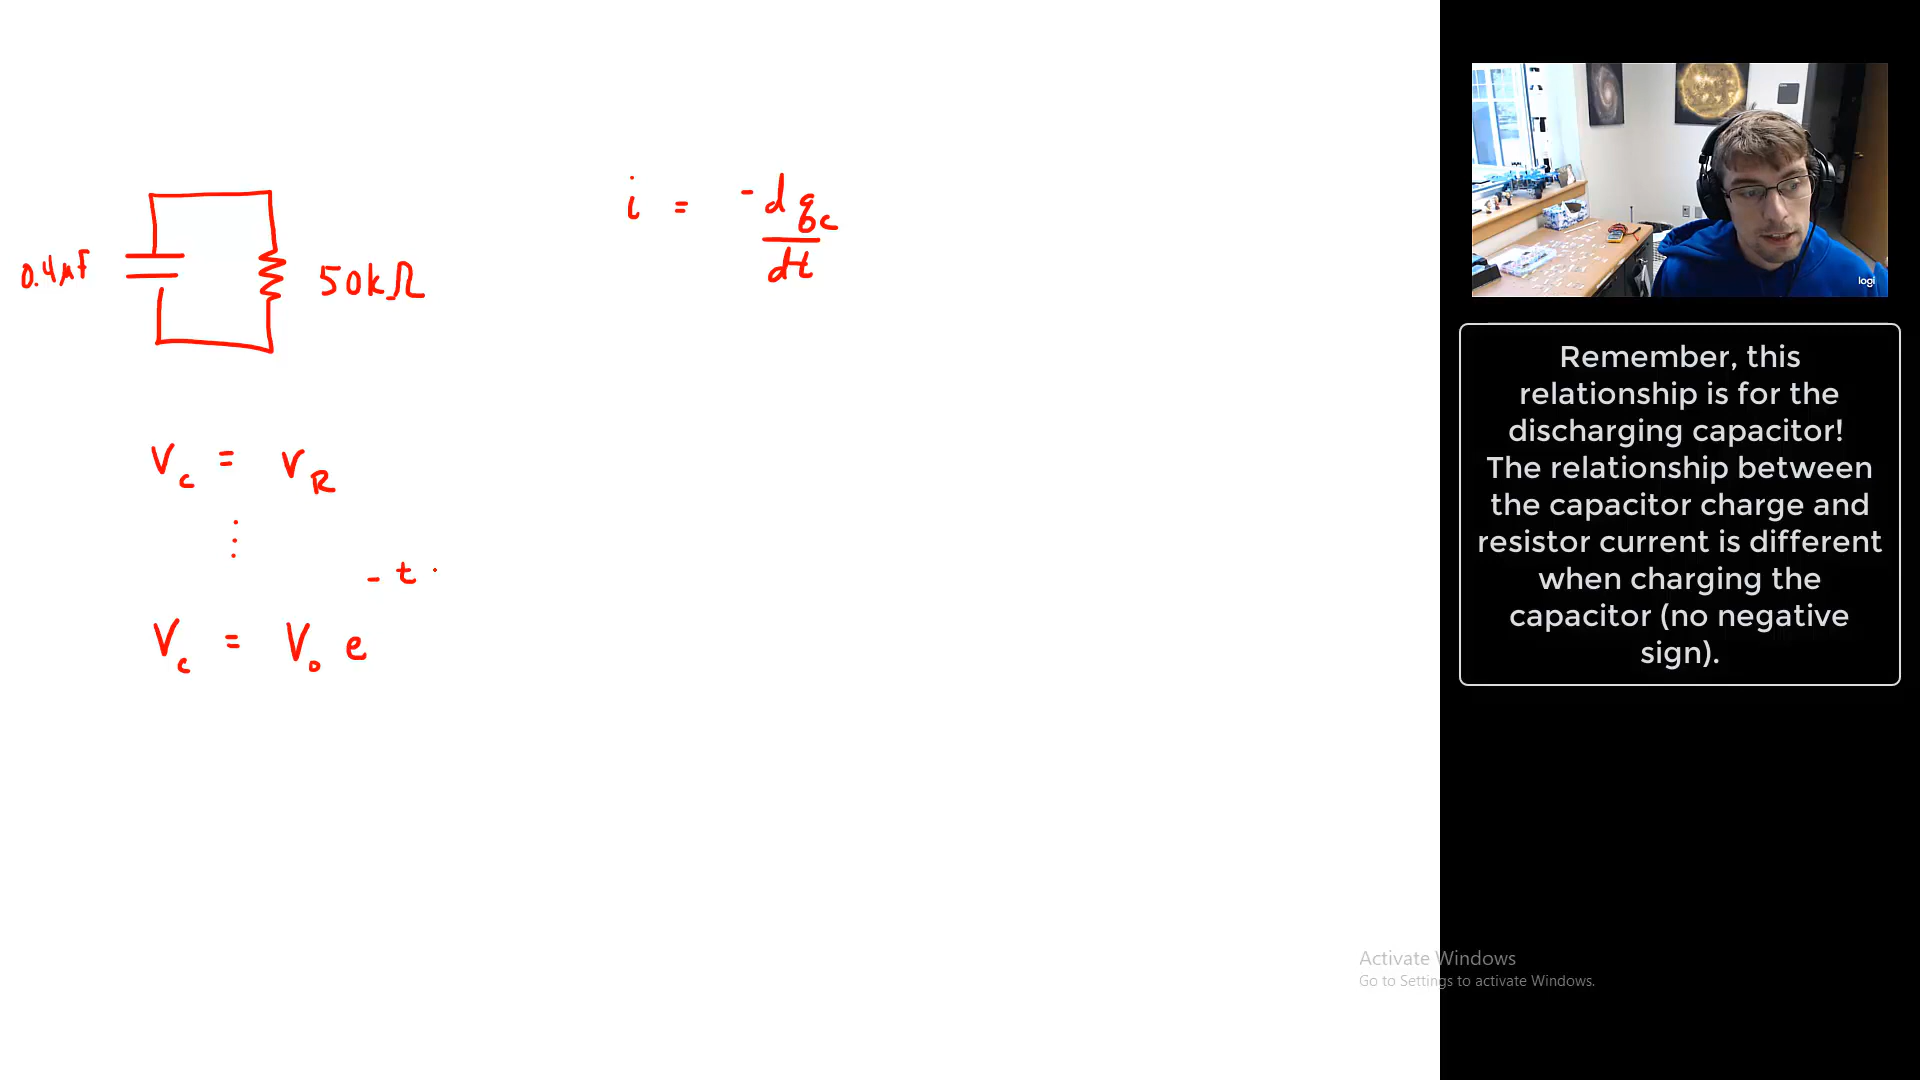 0.4μF
50kΩ
i = -dq_c/dt
v_c = v_R
⋮
V_c = V_0 e^-t
logi
Remember, this
relationship is for the
discharging capacitor!
The relationship between
the capacitor charge and
resistor current is different
when charging the
capacitor (no negative
sign).
Activate Windows
Go to Settings to activate Windows.